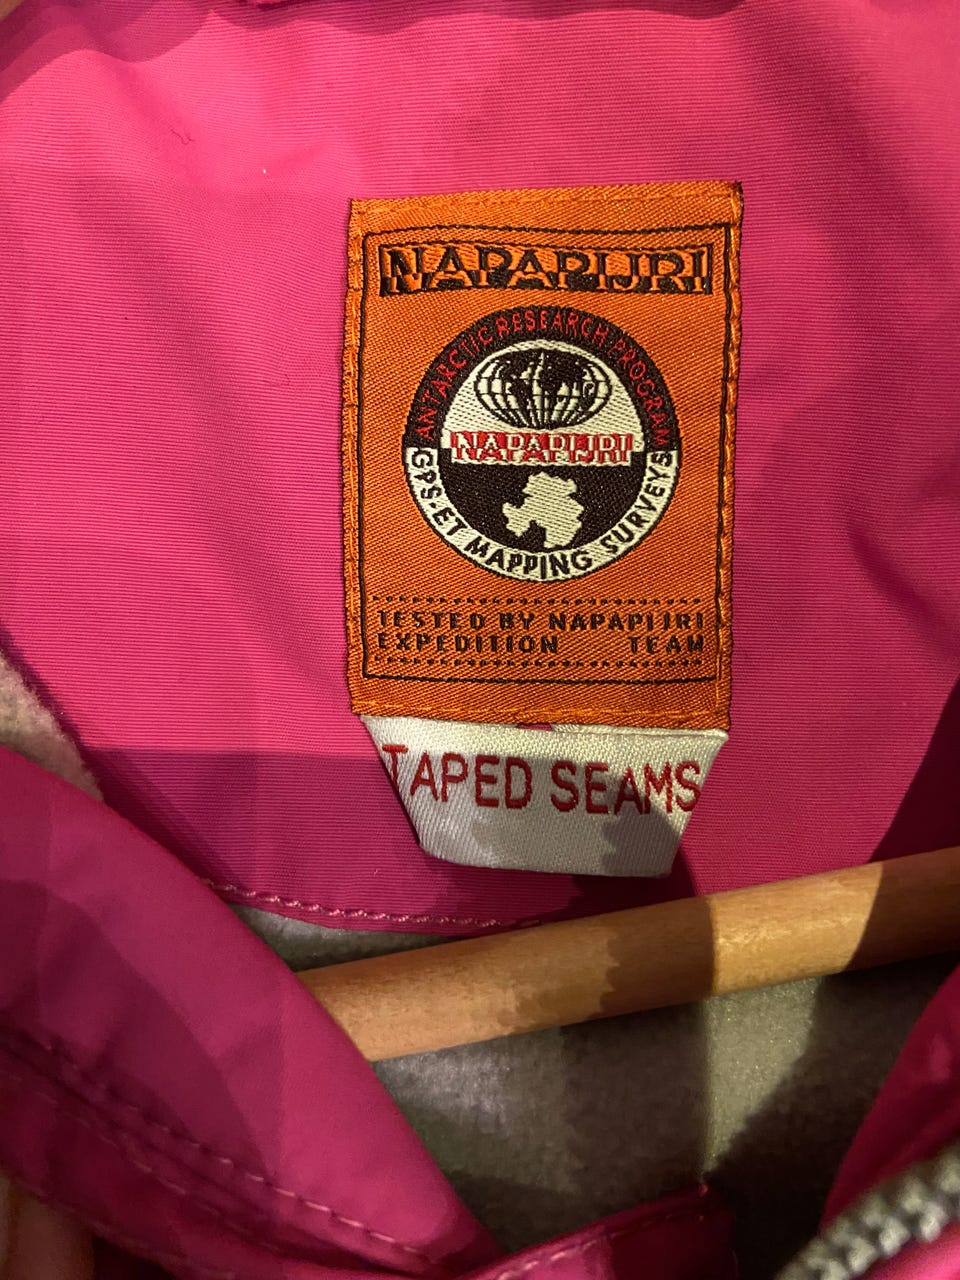 NAPAPIJRI
ANTARCTIC RESEARCH PROGRAM
NAPAPIJRI
GPS·ET MAPPING SURVEYS
TESTED BY NAPAPIJRI
EXPEDITION TEAM
TAPED SEAMS